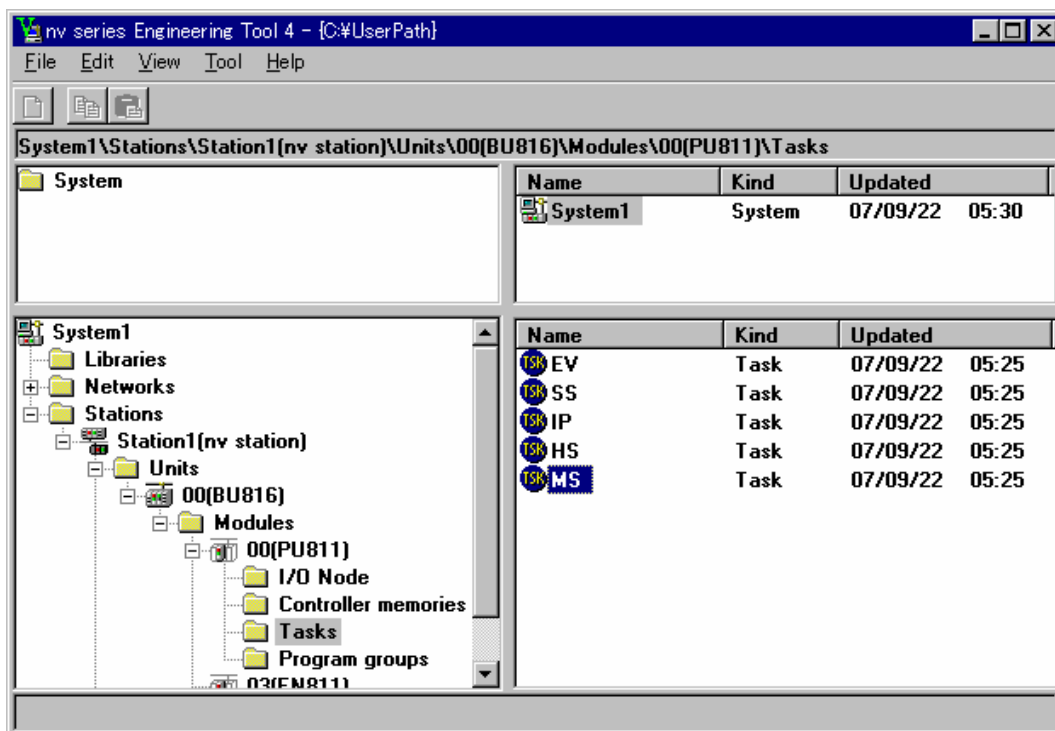 nv series Engineering Tool 4 - {C:¥UserPath}
File Edit View Tool Help
System1\Stations\Station1(nv station)\Units\00(BU816)\Modules\00(PU811)\Tasks
System
Name Kind Updated
System1 System 07/09/22 05:30
System1
Libraries
Networks
Stations
Station1(nv station)
Units
00(BU816)
Modules
00(PU811)
I/O Node
Controller memories
Tasks
Program groups
03(EN811)
Name Kind Updated
TSK EV Task 07/09/22 05:25
TSK SS Task 07/09/22 05:25
TSK IP Task 07/09/22 05:25
TSK HS Task 07/09/22 05:25
TSK MS Task 07/09/22 05:25